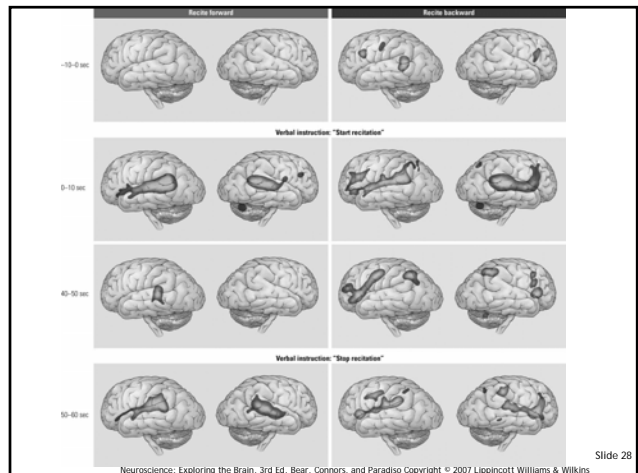 Recite forward
Recite backward
–10–0 sec
Verbal instruction: "Start recitation"
0–10 sec
40–50 sec
Verbal instruction: "Stop recitation"
50–60 sec
Slide 28
Neuroscience: Exploring the Brain, 3rd Ed, Bear, Connors, and Paradiso Copyright © 2007 Lippincott Williams & Wilkins